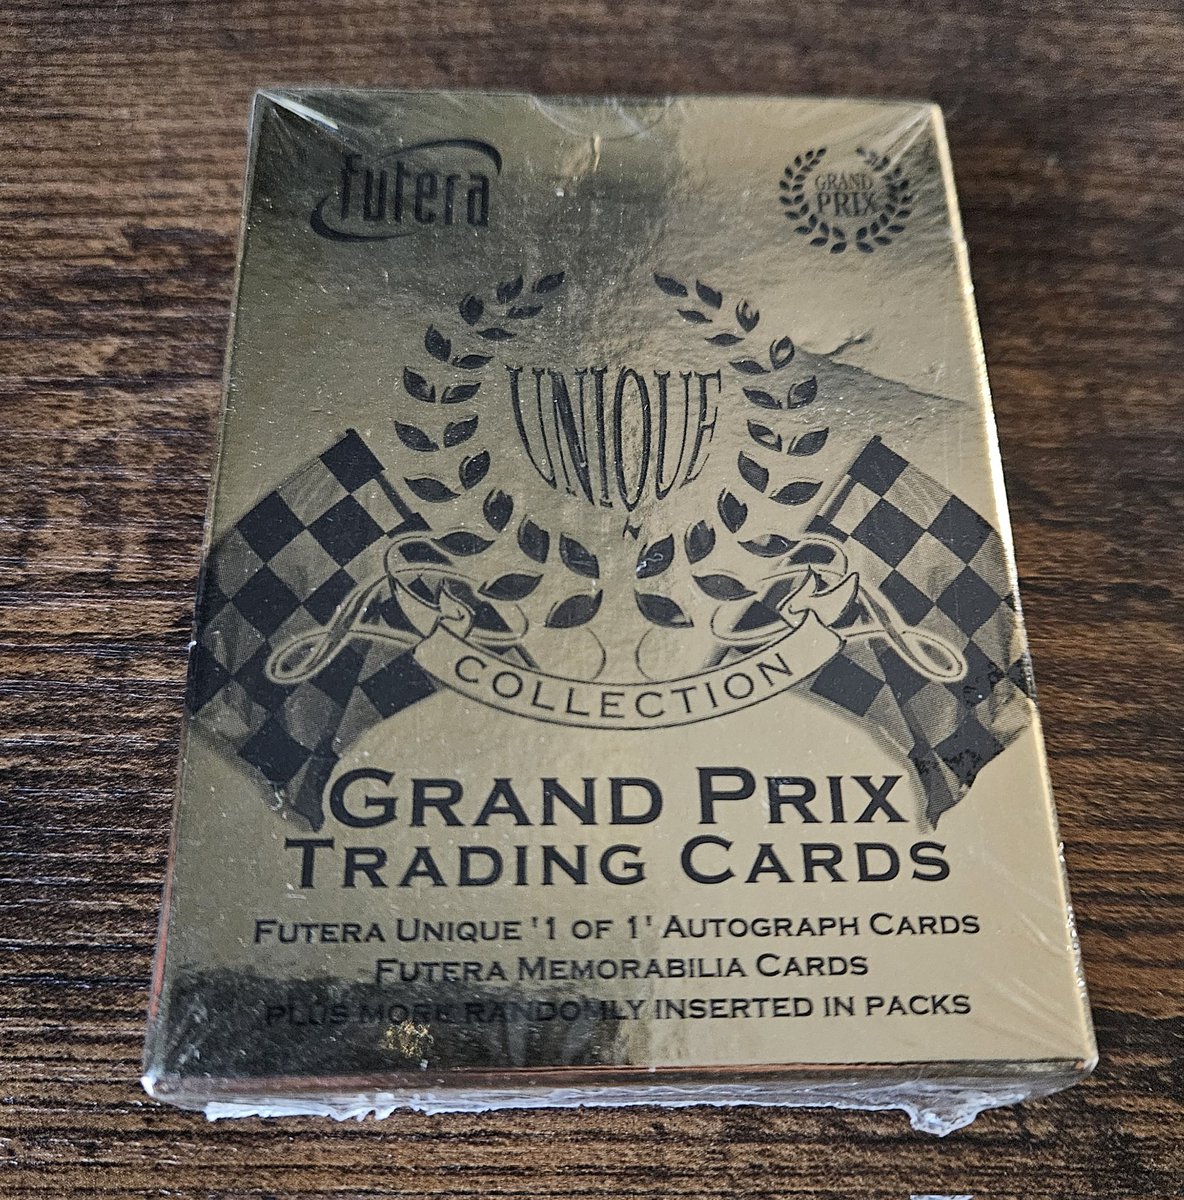 futera
GRAND
PRIX
UNIQUE
COLLECTION
GRAND PRIX
TRADING CARDS
FUTERA UNIQUE '1 OF 1' AUTOGRAPH CARDS
FUTERA MEMORABILIA CARDS
PLUS MORE RANDOMLY INSERTED IN PACKS